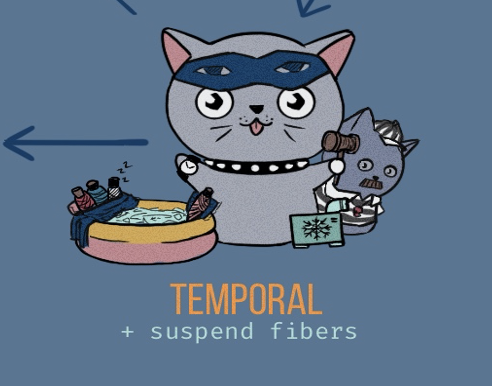 z z z
TEMPORAL
+ suspend fibers